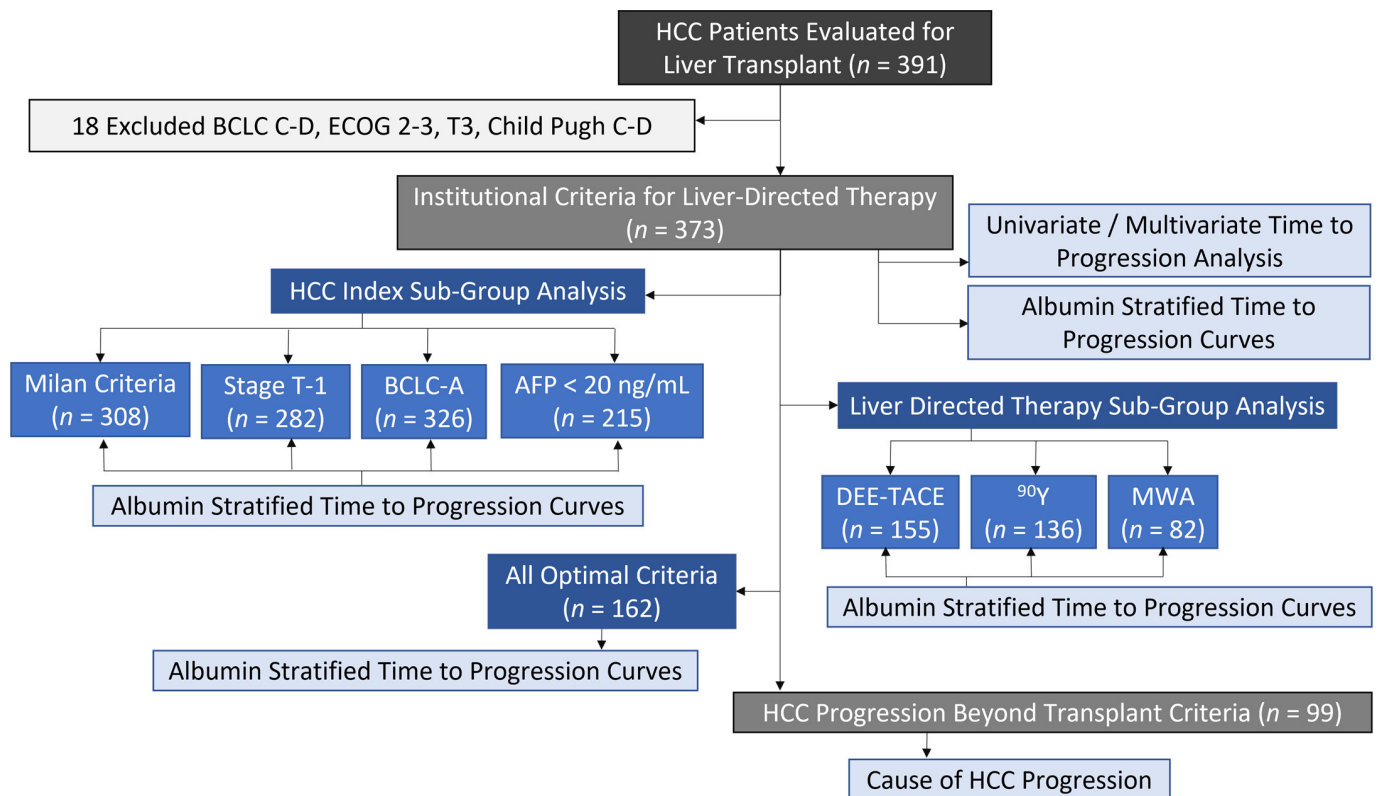 HCC Patients Evaluated for
Liver Transplant (n = 391)
18 Excluded BCLC C-D, ECOG 2-3, T3, Child Pugh C-D
Institutional Criteria for Liver-Directed Therapy
(n = 373)
Univariate / Multivariate Time to
Progression Analysis
HCC Index Sub-Group Analysis
Albumin Stratified Time to
Progression Curves
Milan Criteria
(n = 308)
Stage T-1
(n = 282)
BCLC-A
(n = 326)
AFP < 20 ng/mL
(n = 215)
Liver Directed Therapy Sub-Group Analysis
Albumin Stratified Time to Progression Curves
DEE-TACE
(n = 155)
⁹⁰Y
(n = 136)
MWA
(n = 82)
All Optimal Criteria
(n = 162)
Albumin Stratified Time to Progression Curves
Albumin Stratified Time to Progression Curves
HCC Progression Beyond Transplant Criteria (n = 99)
Cause of HCC Progression